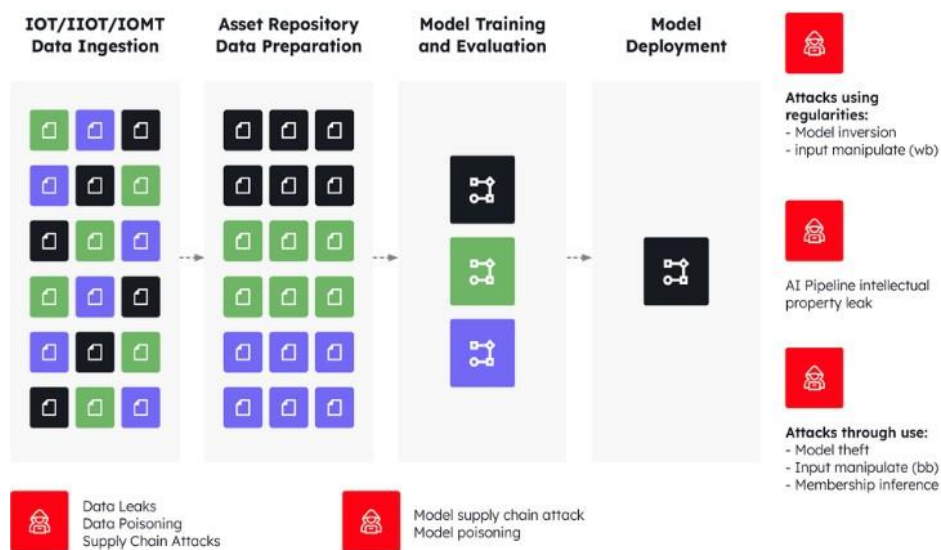 IOT/IIOT/IOMT
Data Ingestion
Asset Repository
Data Preparation
Model Training
and Evaluation
Model
Deployment
Attacks using
regularities:
- Model inversion
- input manipulate (wb)
AI Pipeline intellectual
property leak
Attacks through use:
- Model theft
- Input manipulate (bb)
- Membership inference
Data Leaks
Data Poisoning
Supply Chain Attacks
Model supply chain attack
Model poisoning